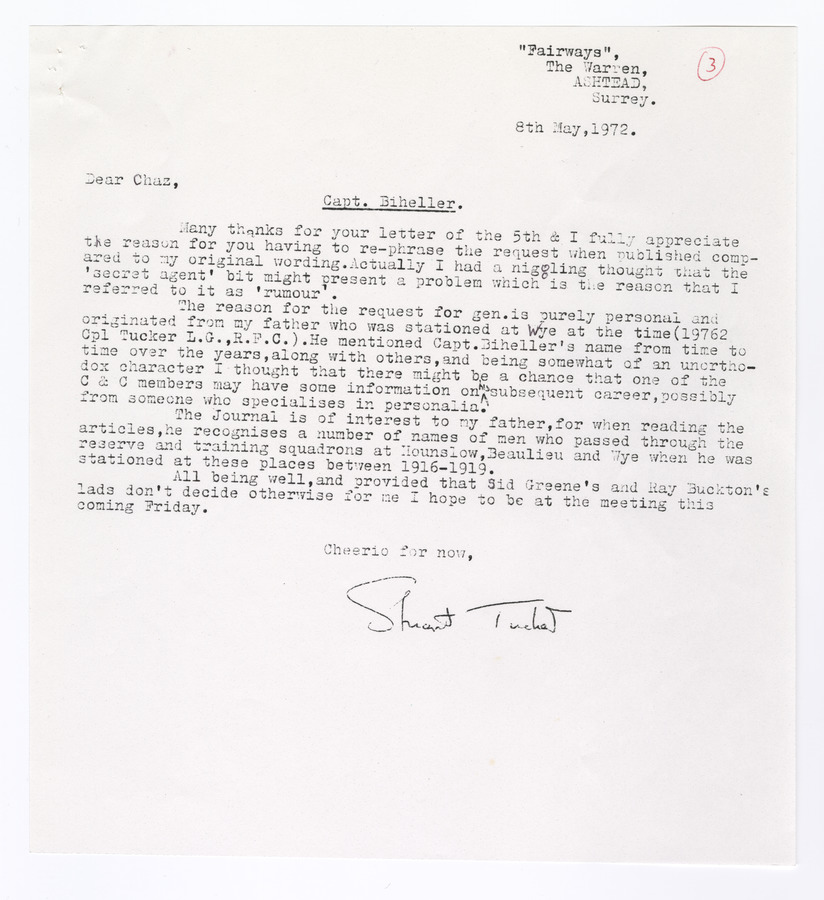 "Fairways",
The Warren,
ASHTEAD,
Surrey.
3
8th May,1972.
Dear Chaz,
Capt. Biheller.
Many thanks for your letter of the 5th & I fully appreciate
the reason for you having to re-phrase the request when published comp-
ared to my original wording.Actually I had a niggling thought that the
'secret agent' bit might present a problem which is the reason that I
referred to it as 'rumour'.
The reason for the request for gen.is purely personal and
originated from my father who was stationed at Wye at the time(19762
Cpl Tucker L.G.,R.F.C.).He mentioned Capt.Biheller's name from time to
time over the years,along with others,and being somewhat of an unortho-
dox character I thought that there might be a chance that one of the
C & C members may have some information on his subsequent career,possibly
from someone who specialises in personalia.
The Journal is of interest to my father,for when reading the
articles,he recognises a number of names of men who passed through the
reserve and training squadrons at Hounslow,Beaulieu and Wye when he was
stationed at these places between 1916-1919.
All being well,and provided that Sid Greene's and Ray Buckton's
lads don't decide otherwise for me I hope to be at the meeting this
coming Friday.
Cheerio for now,
Stuart Tucker